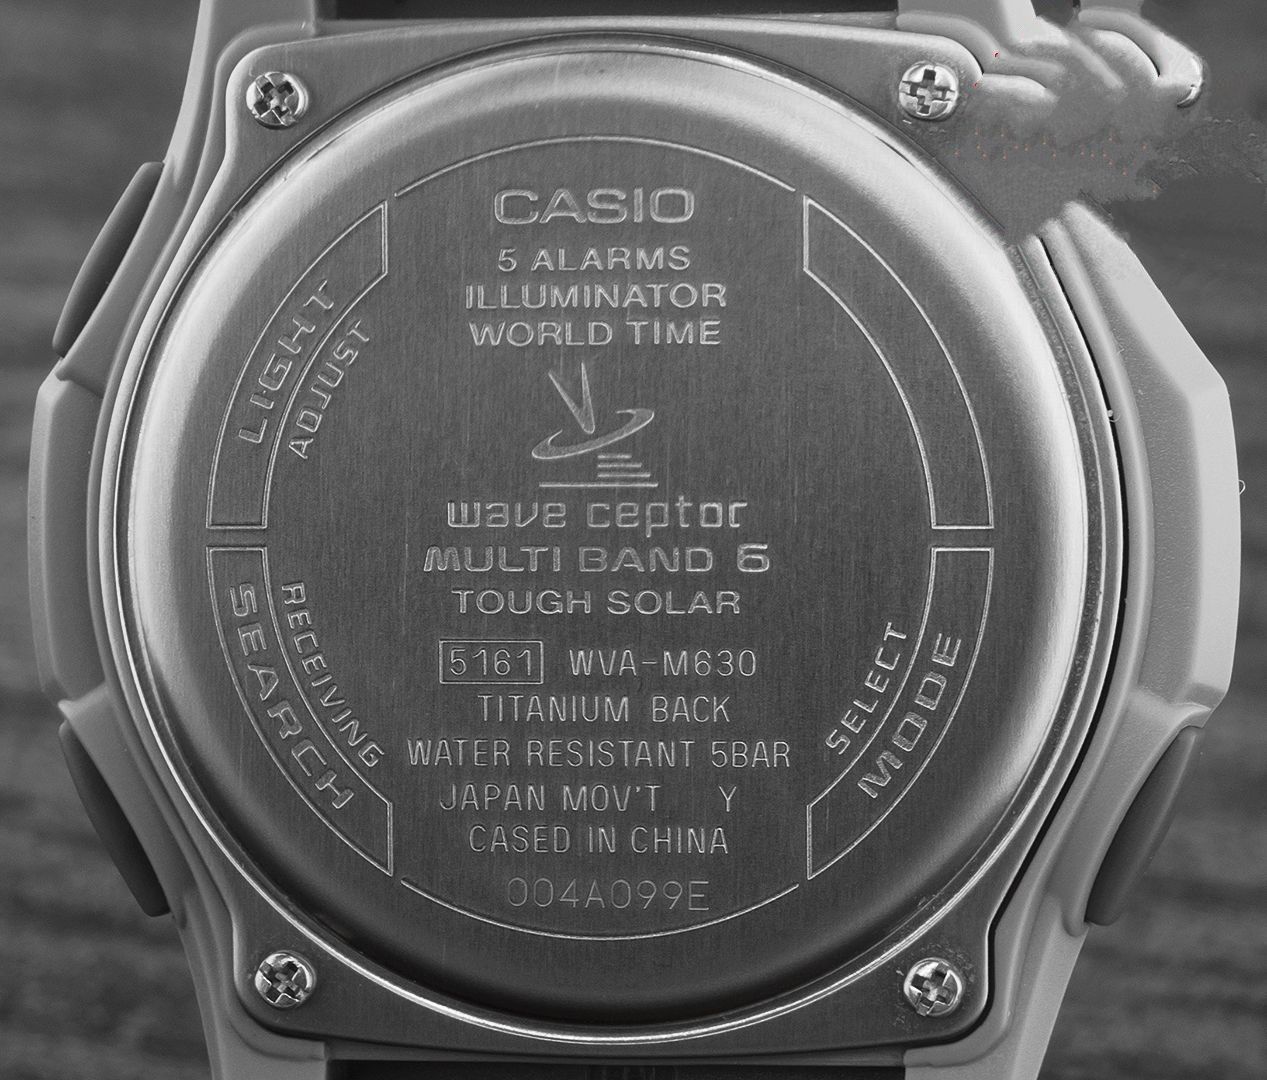 CASIO
5 ALARMS
ILLUMINATOR
WORLD TIME
wave ceptor
MULTI BAND 6
TOUGH SOLAR
5161 WVA-M630
TITANIUM BACK
WATER RESISTANT 5BAR
JAPAN MOV'T Y
CASED IN CHINA
004A099E
LIGHT
ADJUST
SEARCH
RECEIVING
SELECT
MODE